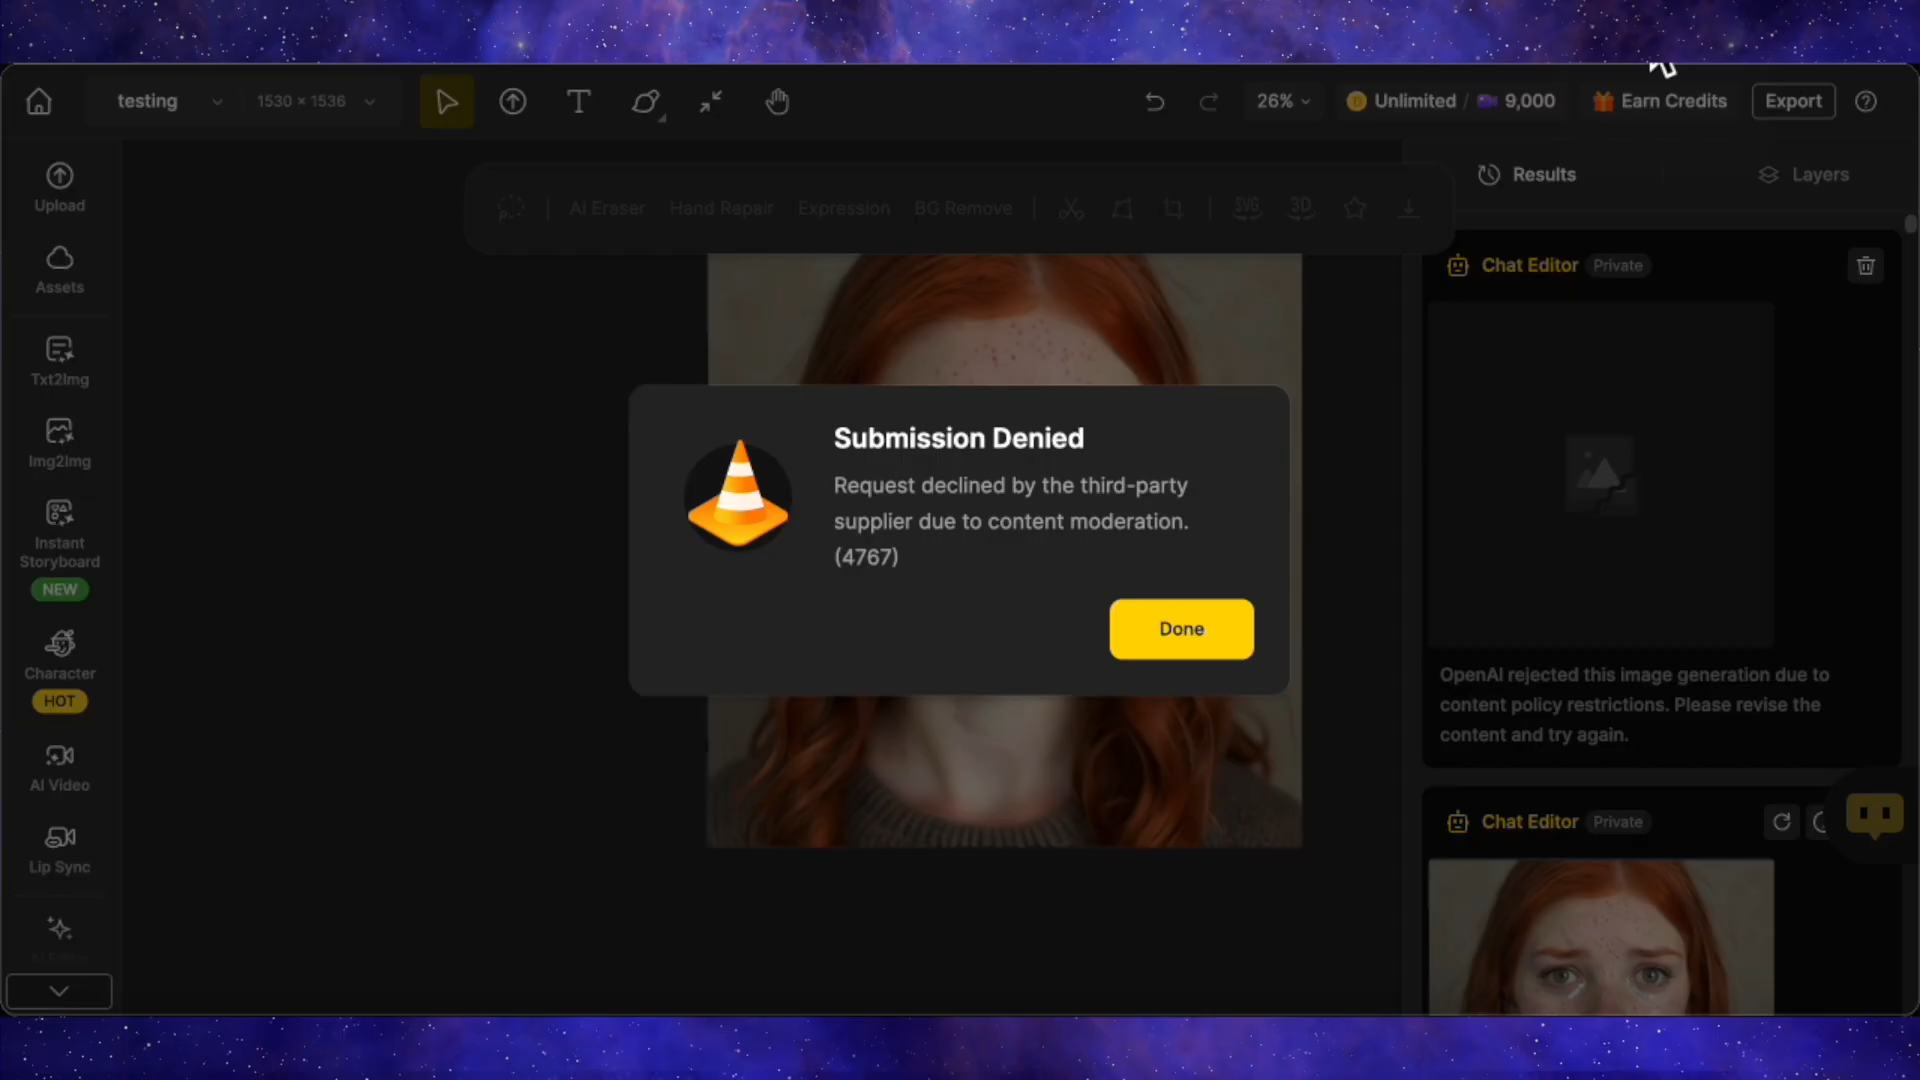 testing
1530 × 1536
26%
Unlimited / 9,000
Earn Credits
Export
Upload
Assets
Txt2Img
Img2Img
Instant
Storyboard
NEW
Character
HOT
AI Video
Lip Sync
AI Eraser
Hand Repair
Expression
BG Remove
SVG
3D
Results
Layers
Chat Editor
Private
Submission Denied
Request declined by the third-party
supplier due to content moderation.
(4767)
Done
OpenAI rejected this image generation due to
content policy restrictions. Please revise the
content and try again.
Chat Editor
Private